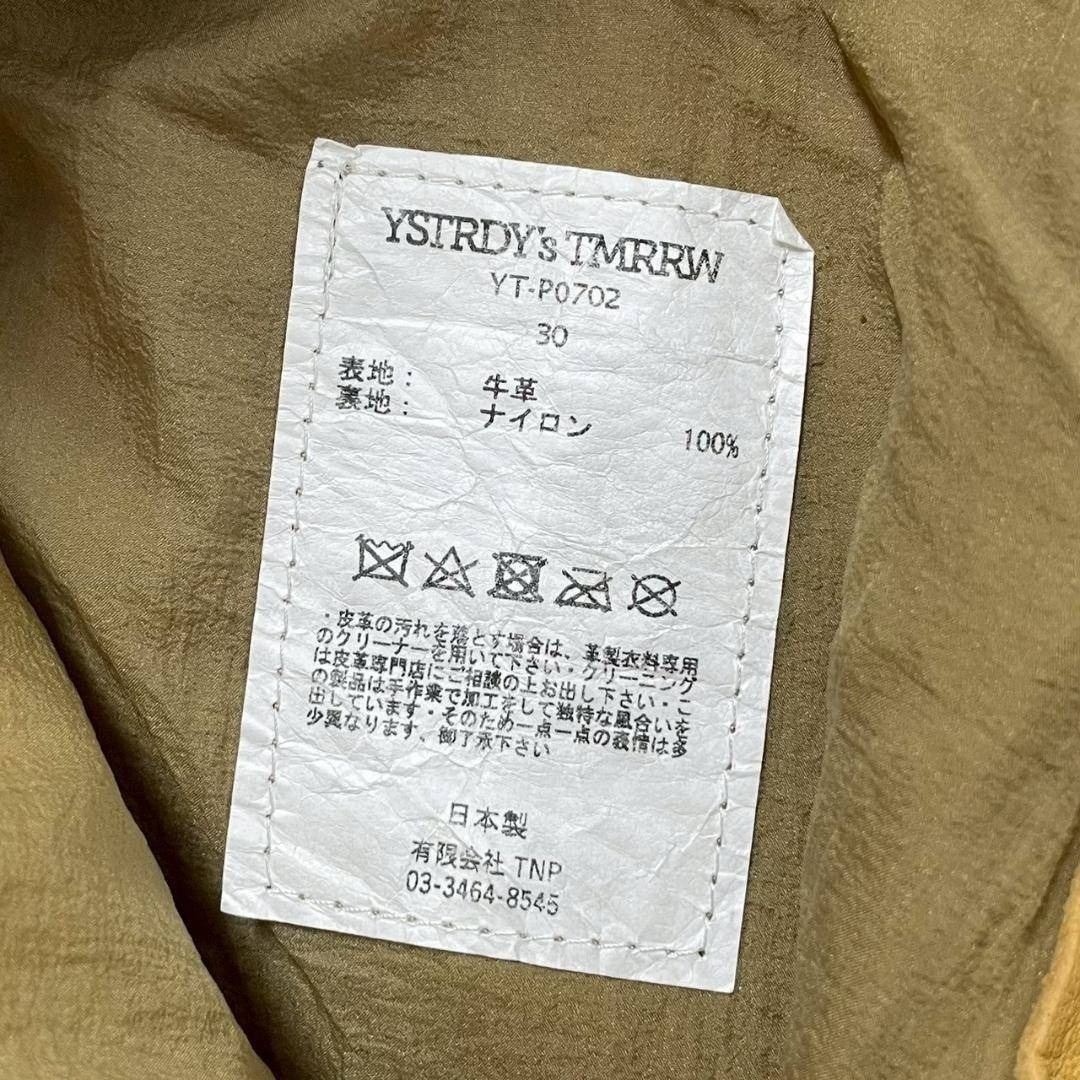 YSTRDY's TMRRW
YT-P0702
30
表地： 牛革
裏地： ナイロン 100%
・皮革の汚れを落とす場合は、革製衣料専用
のクリーナーを用いて下さい・クリーニング
は皮革専門店にご相談の上お出し下さい・こ
の製品は手作業で加工をして独特な風合いを
出しています・そのため一点一点の表情は多
少異なります、御了承下さい
日本製
有限会社 TNP
03-3464-8545